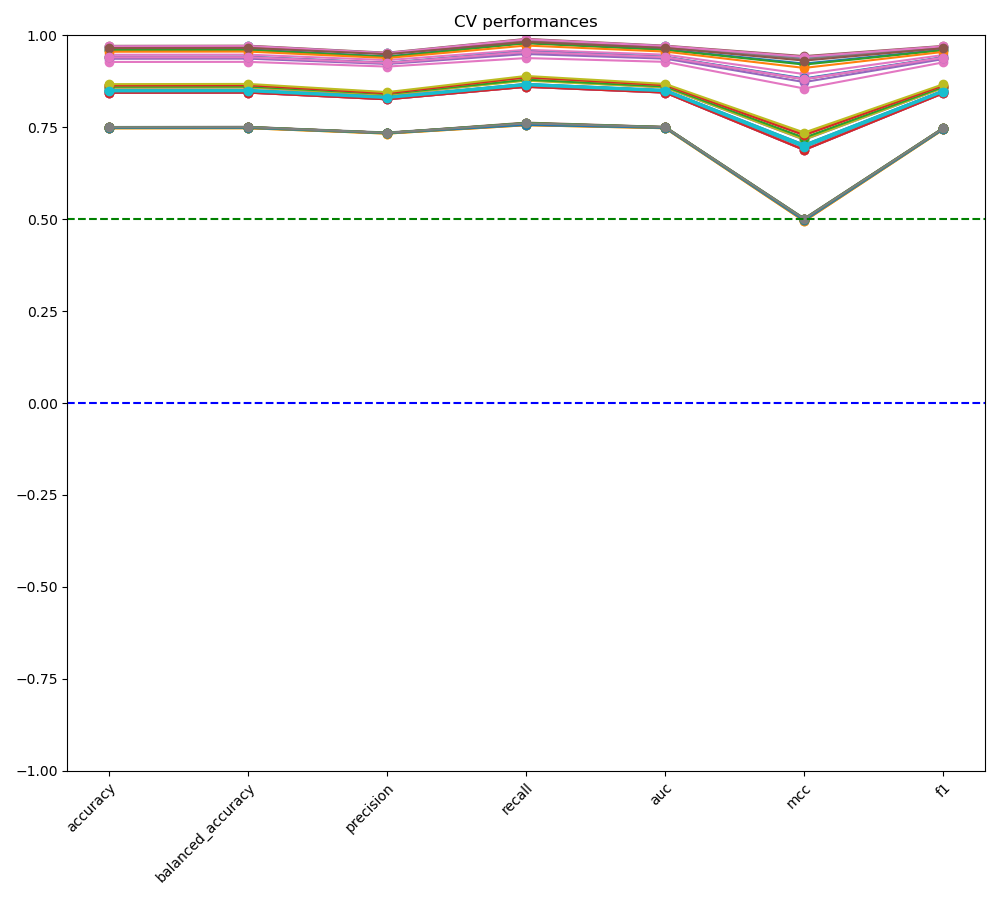 CV performances
1.00
0.75
0.50
0.25
0.00
−0.25
−0.50
−0.75
−1.00
accuracy
balanced_accuracy
precision
recall
auc
mcc
f1